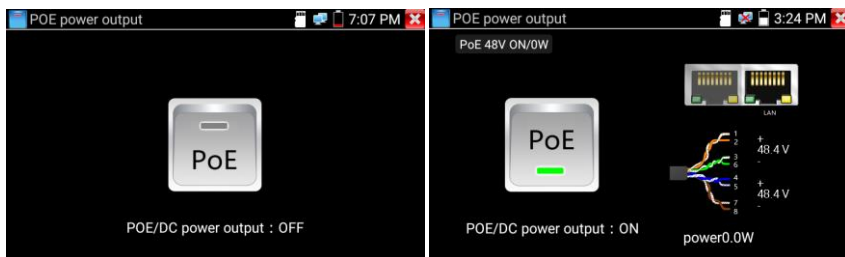 POE power output
7:07 PM
PoE
POE/DC power output : OFF
POE power output
3:24 PM
PoE 48V ON/0W
LAN
PoE
1
2
+
48.4 V
3
6
-
4
5
+
48.4 V
7
8
-
POE/DC power output : ON
power0.0W